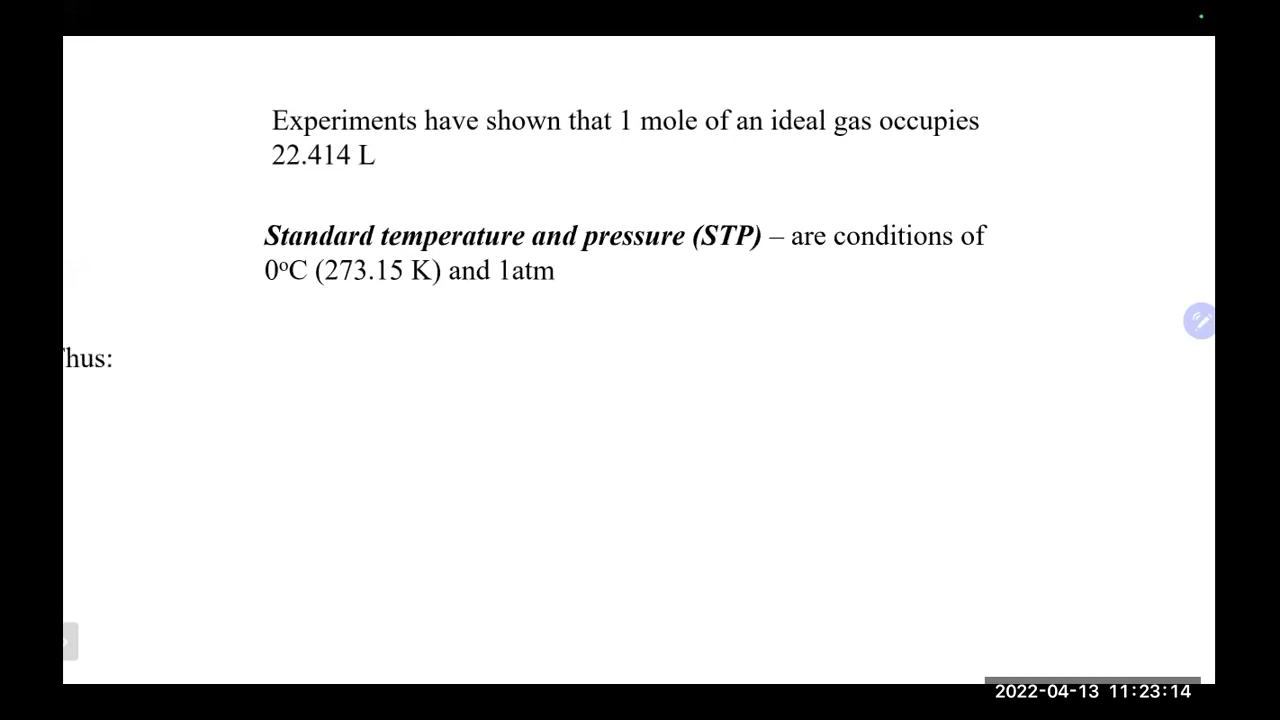 Experiments have shown that 1 mole of an ideal gas occupies
22.414 L
Standard temperature and pressure (STP) – are conditions of
0ºC (273.15 K) and 1atm
hus:
2022-04-13 11:23:14